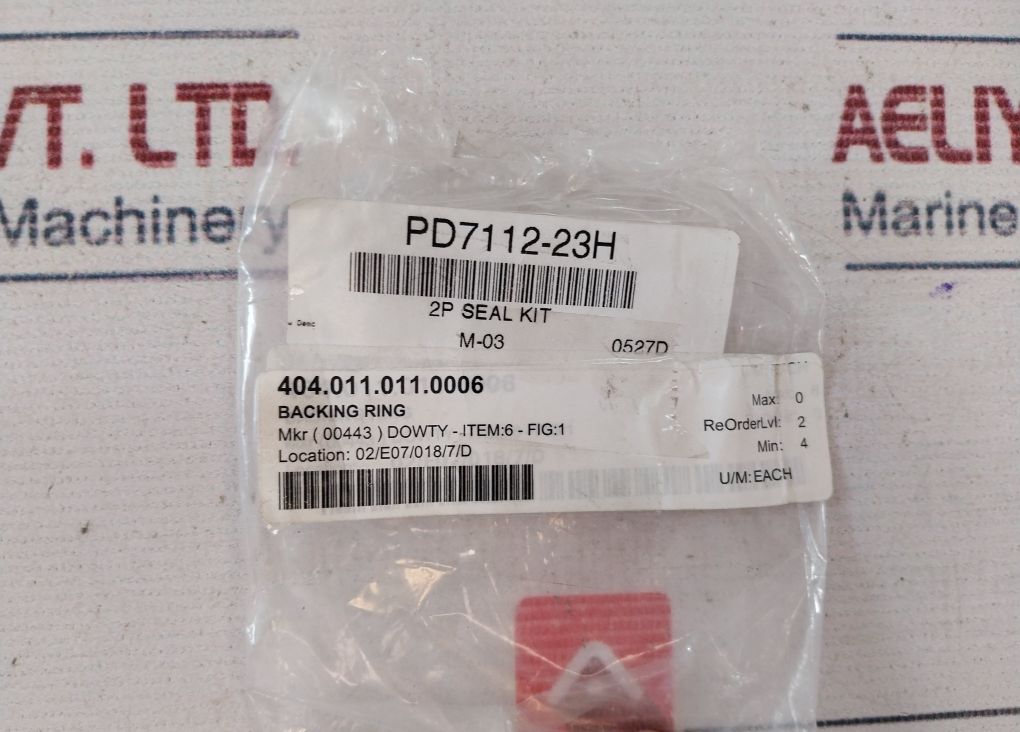 VT. LTD.
AELIY
Machinery
Marine
PD7112-23H
2P SEAL KIT
M-03
0527D
404.011.011.0006
BACKING RING
Mkr ( 00443 ) DOWTY - ITEM:6 - FIG:1
Location: 02/E07/018/7/D
Max: 0
ReOrderLvl: 2
Min: 4
U/M: EACH